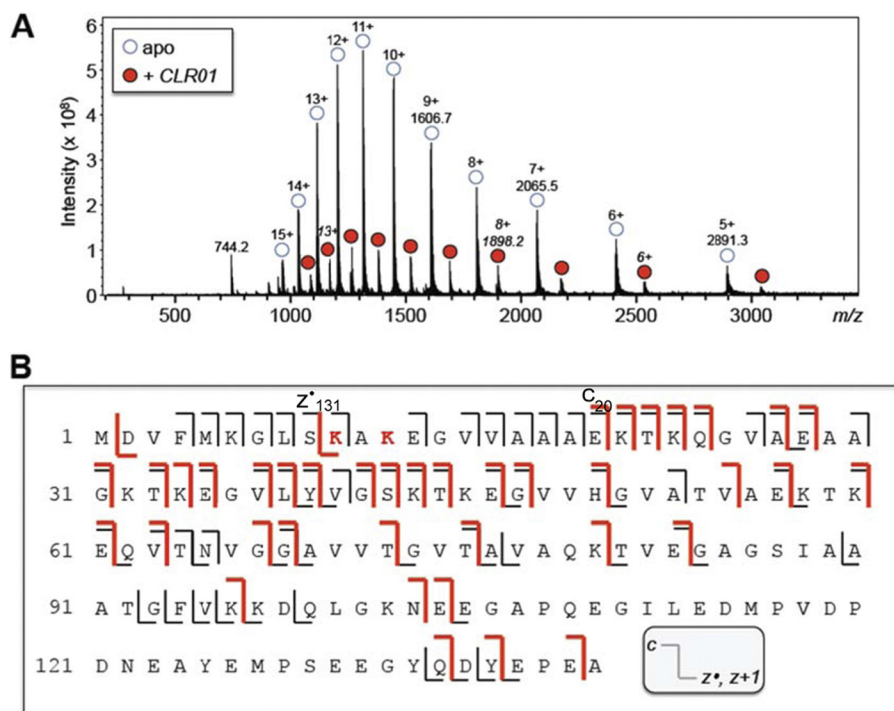 A
Intensity (x 10⁸)
6
5
4
3
2
1
0
apo
+ CLR01
744.2
15+
14+
13+
12+
11+
10+
9+
1606.7
8+
7+
2065.5
6+
5+
2891.3
13+
8+
1898.2
6+
500 1000 1500 2000 2500 3000 m/z
B
z•131 C20
1 M D V F M K G L S K A K E G V V A A A E K T K Q G V A E A A
31 G K T K E G V L Y V G S K T K E G V V H G V A T V A E K T K
61 E Q V T N V G G A V V T G V T A V A Q K T V E G A G S I A A
91 A T G F V K K D Q L G K N E E G A P Q E G I L E D M P V D P
121 D N E A Y E M P S E E G Y Q D Y E P E A
c
z•, z+1